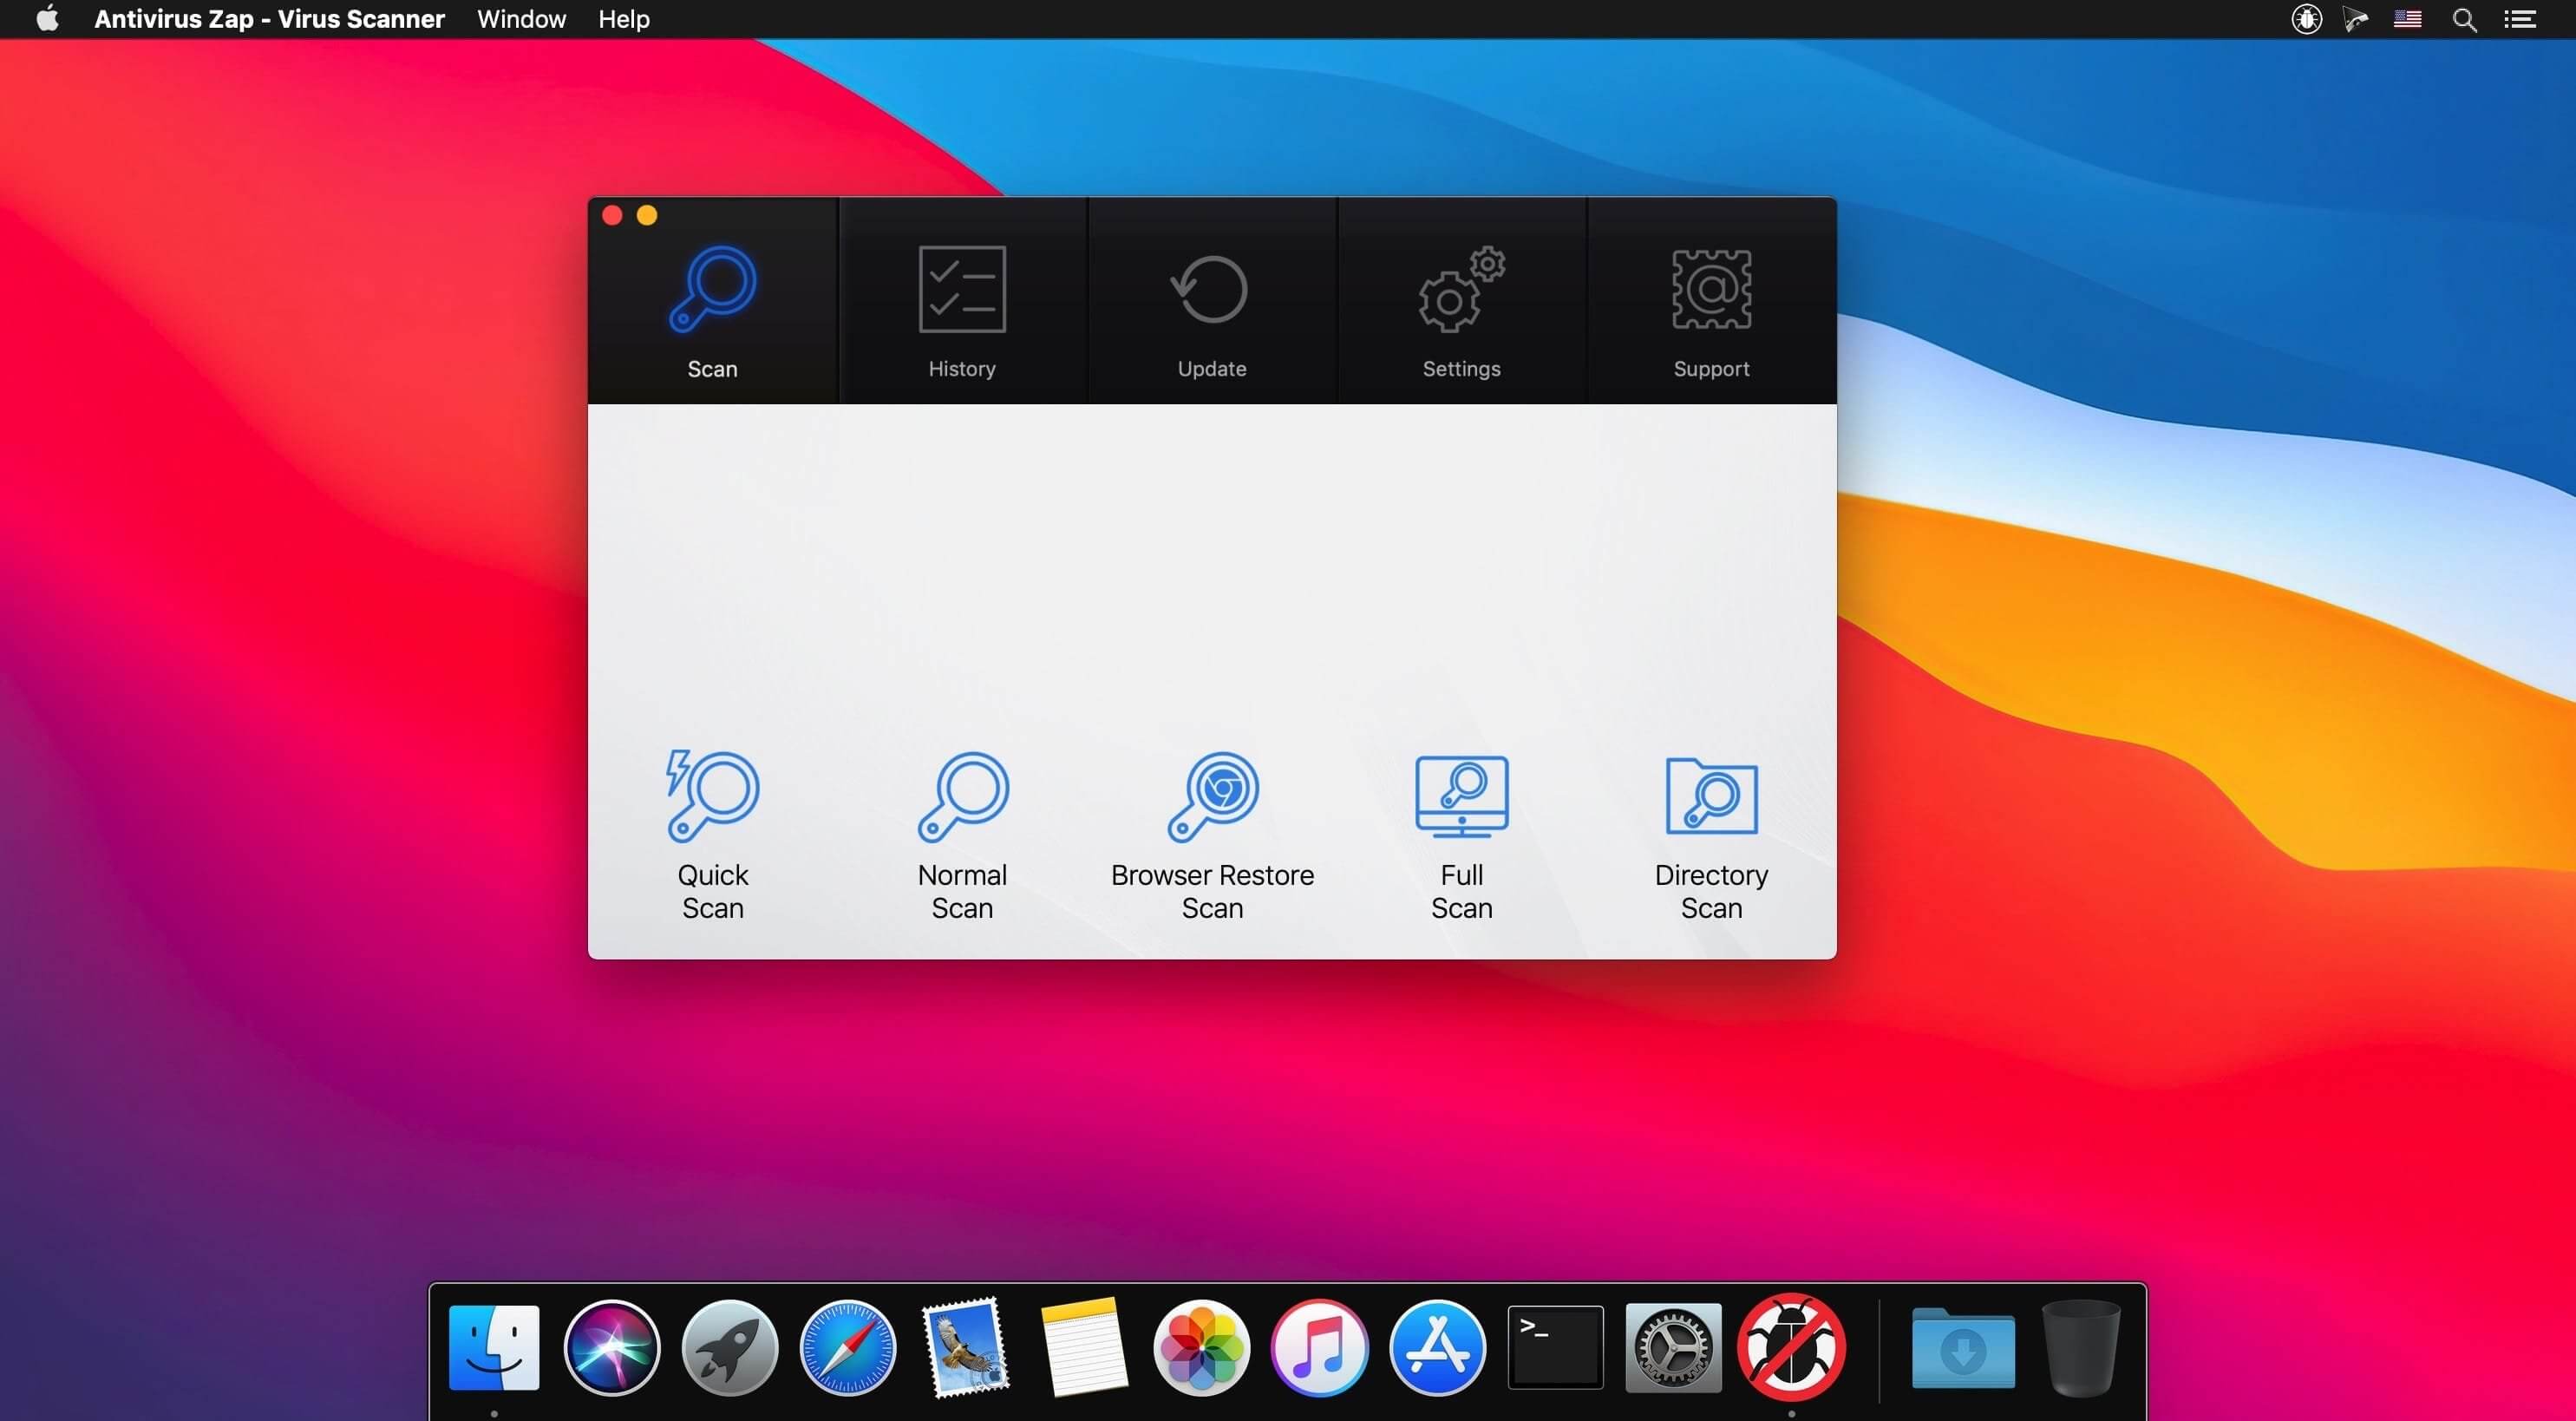 Antivirus Zap - Virus Scanner Window Help
Scan History Update Settings Support
Quick Normal Browser Restore Full Directory
Scan Scan Scan Scan Scan
>_